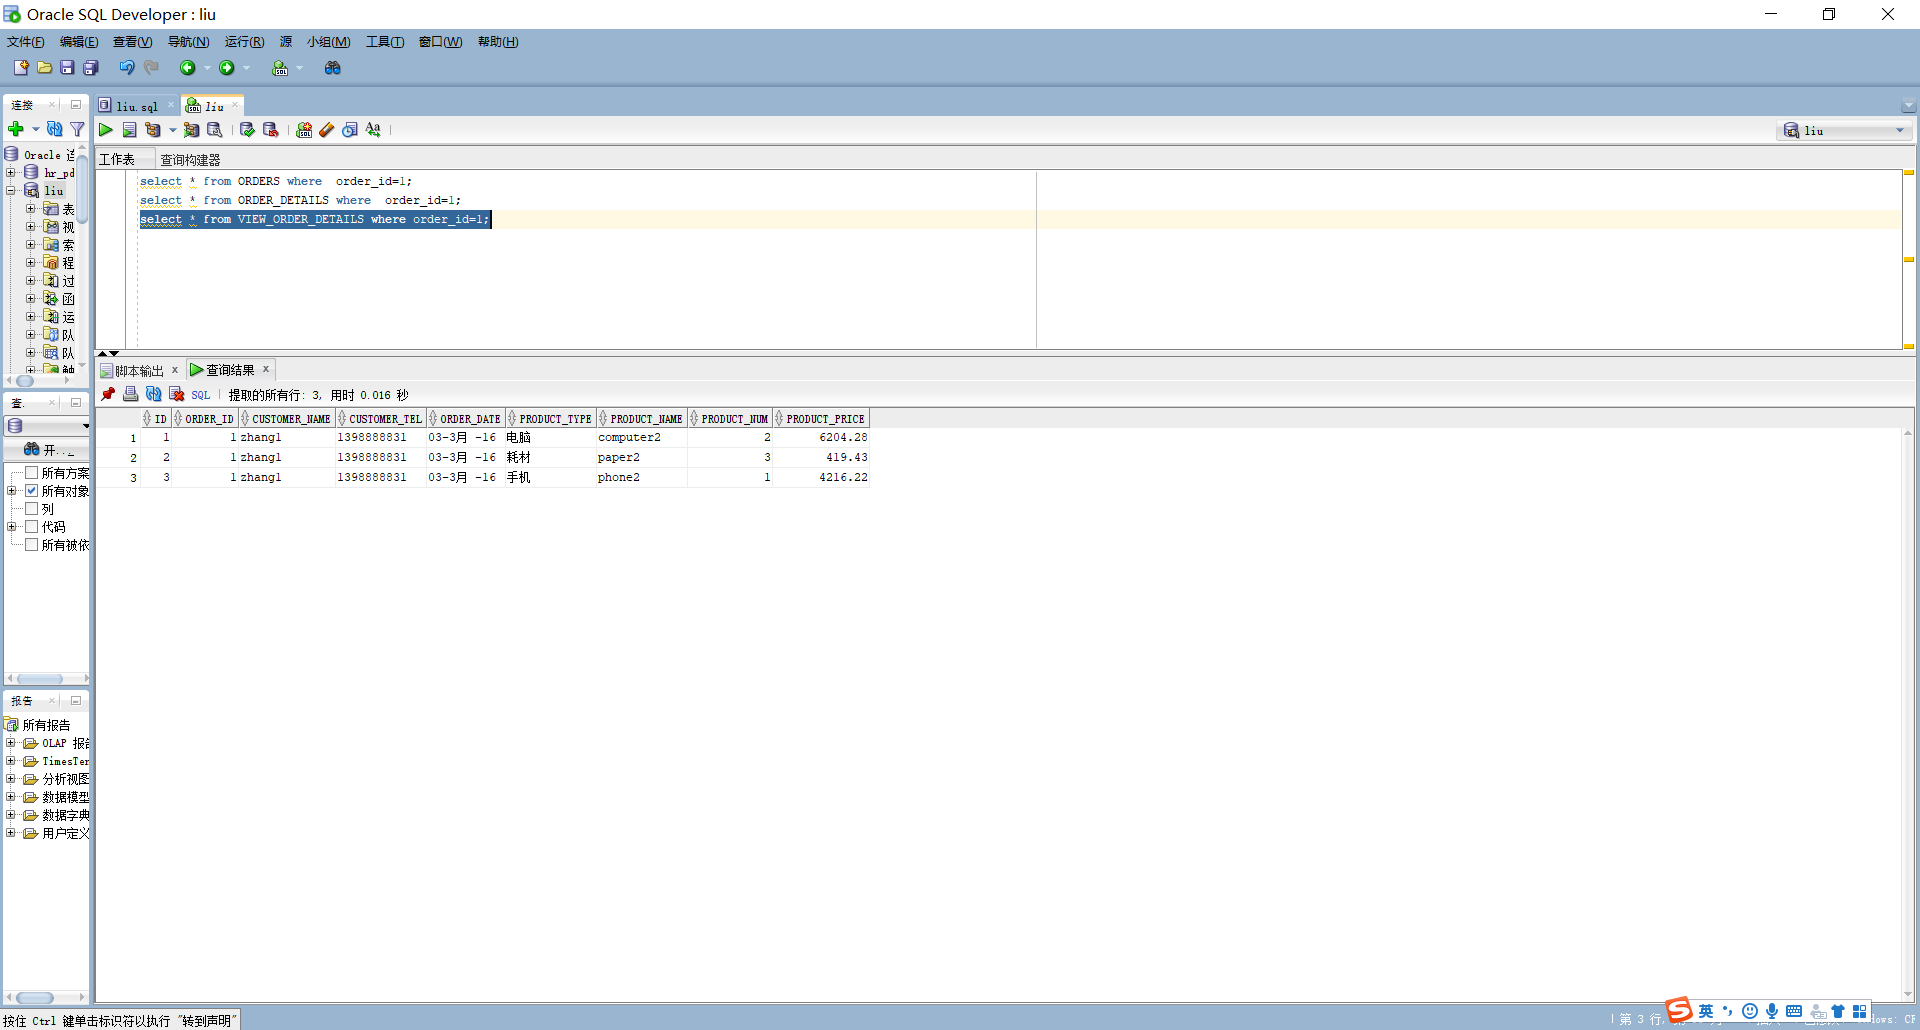 Oracle SQL Developer : liu
文件(F) 编辑(E) 查看(V) 导航(N) 运行(R) 源 小组(M) 工具(T) 窗口(W) 帮助(H)
连接
liu.sql
liu
liu
工作表
查询构建器
Oracle
hr_pd
liu
表
视
索
程
过
函
运
队
队
select * from ORDERS where  order_id=1;
select * from ORDER_DETAILS where  order_id=1;
select * from VIEW_ORDER_DETAILS where order_id=1;
脚本输出
查询结果
SQL
提取的所有行: 3, 用时 0.016 秒
ID ORDER_ID CUSTOMER_NAME CUSTOMER_TEL ORDER_DATE PRODUCT_TYPE PRODUCT_NAME PRODUCT_NUM PRODUCT_PRICE
1 1 1 zhang1 1398888831 03-3月 -16 电脑 computer2 2 6204.28
2 2 1 zhang1 1398888831 03-3月 -16 耗材 paper2 3 419.43
3 3 1 zhang1 1398888831 03-3月 -16 手机 phone2 1 4216.22
查.
开..
所有方案
所有对象
列
代码
所有被依
报告
所有报告
OLAP 报告
TimesTen
分析视图
数据模型
数据字典
用户定义
按住 Ctrl 键单击标识符以执行 "转到声明"
第 3 行,
英